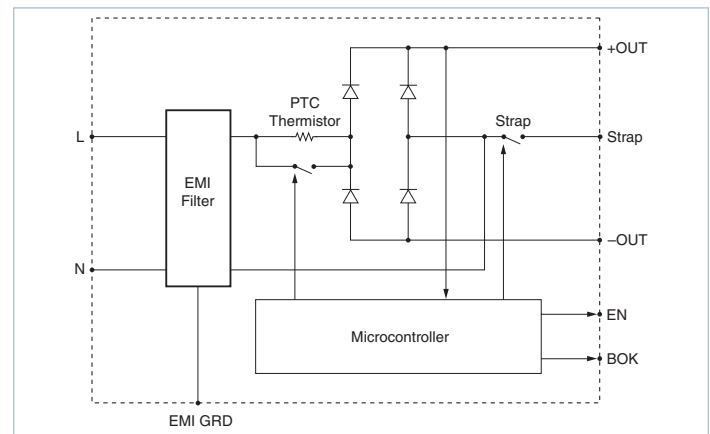 +OUT
PTC
Thermistor
Strap
L
Strap
EMI
Filter
–OUT
N
EN
Microcontroller
BOK
EMI GRD